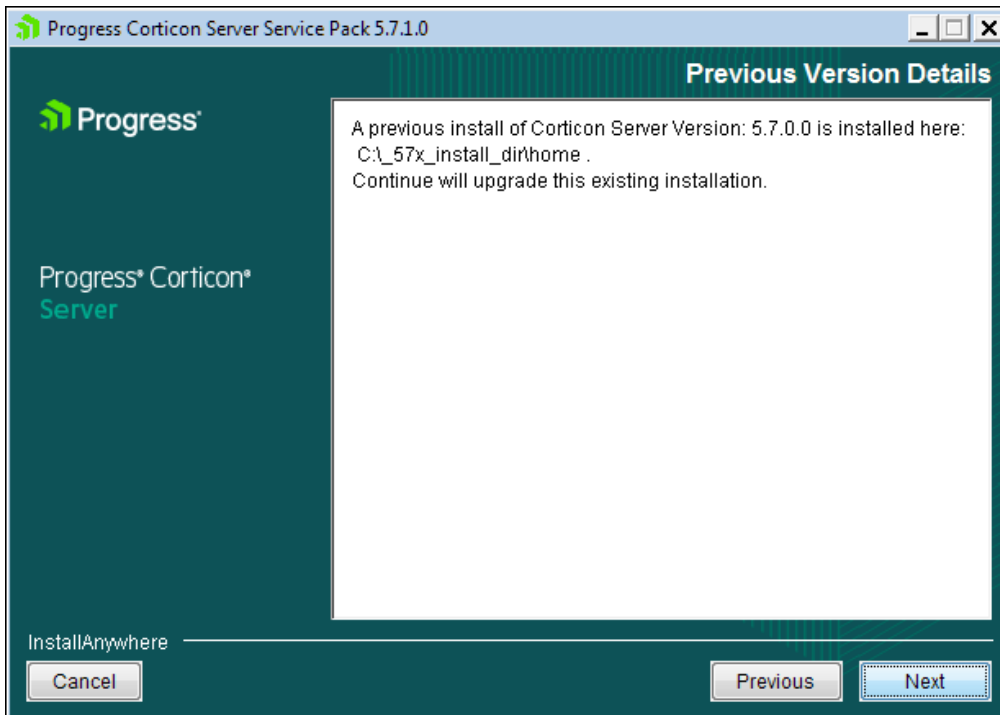 Progress Corticon Server Service Pack 5.7.1.0
Previous Version Details
Progress®
A previous install of Corticon Server Version: 5.7.0.0 is installed here:
C:\_57x_install_dir\home .
Continue will upgrade this existing installation.
Progress® Corticon®
Server
InstallAnywhere
Cancel
Previous
Next